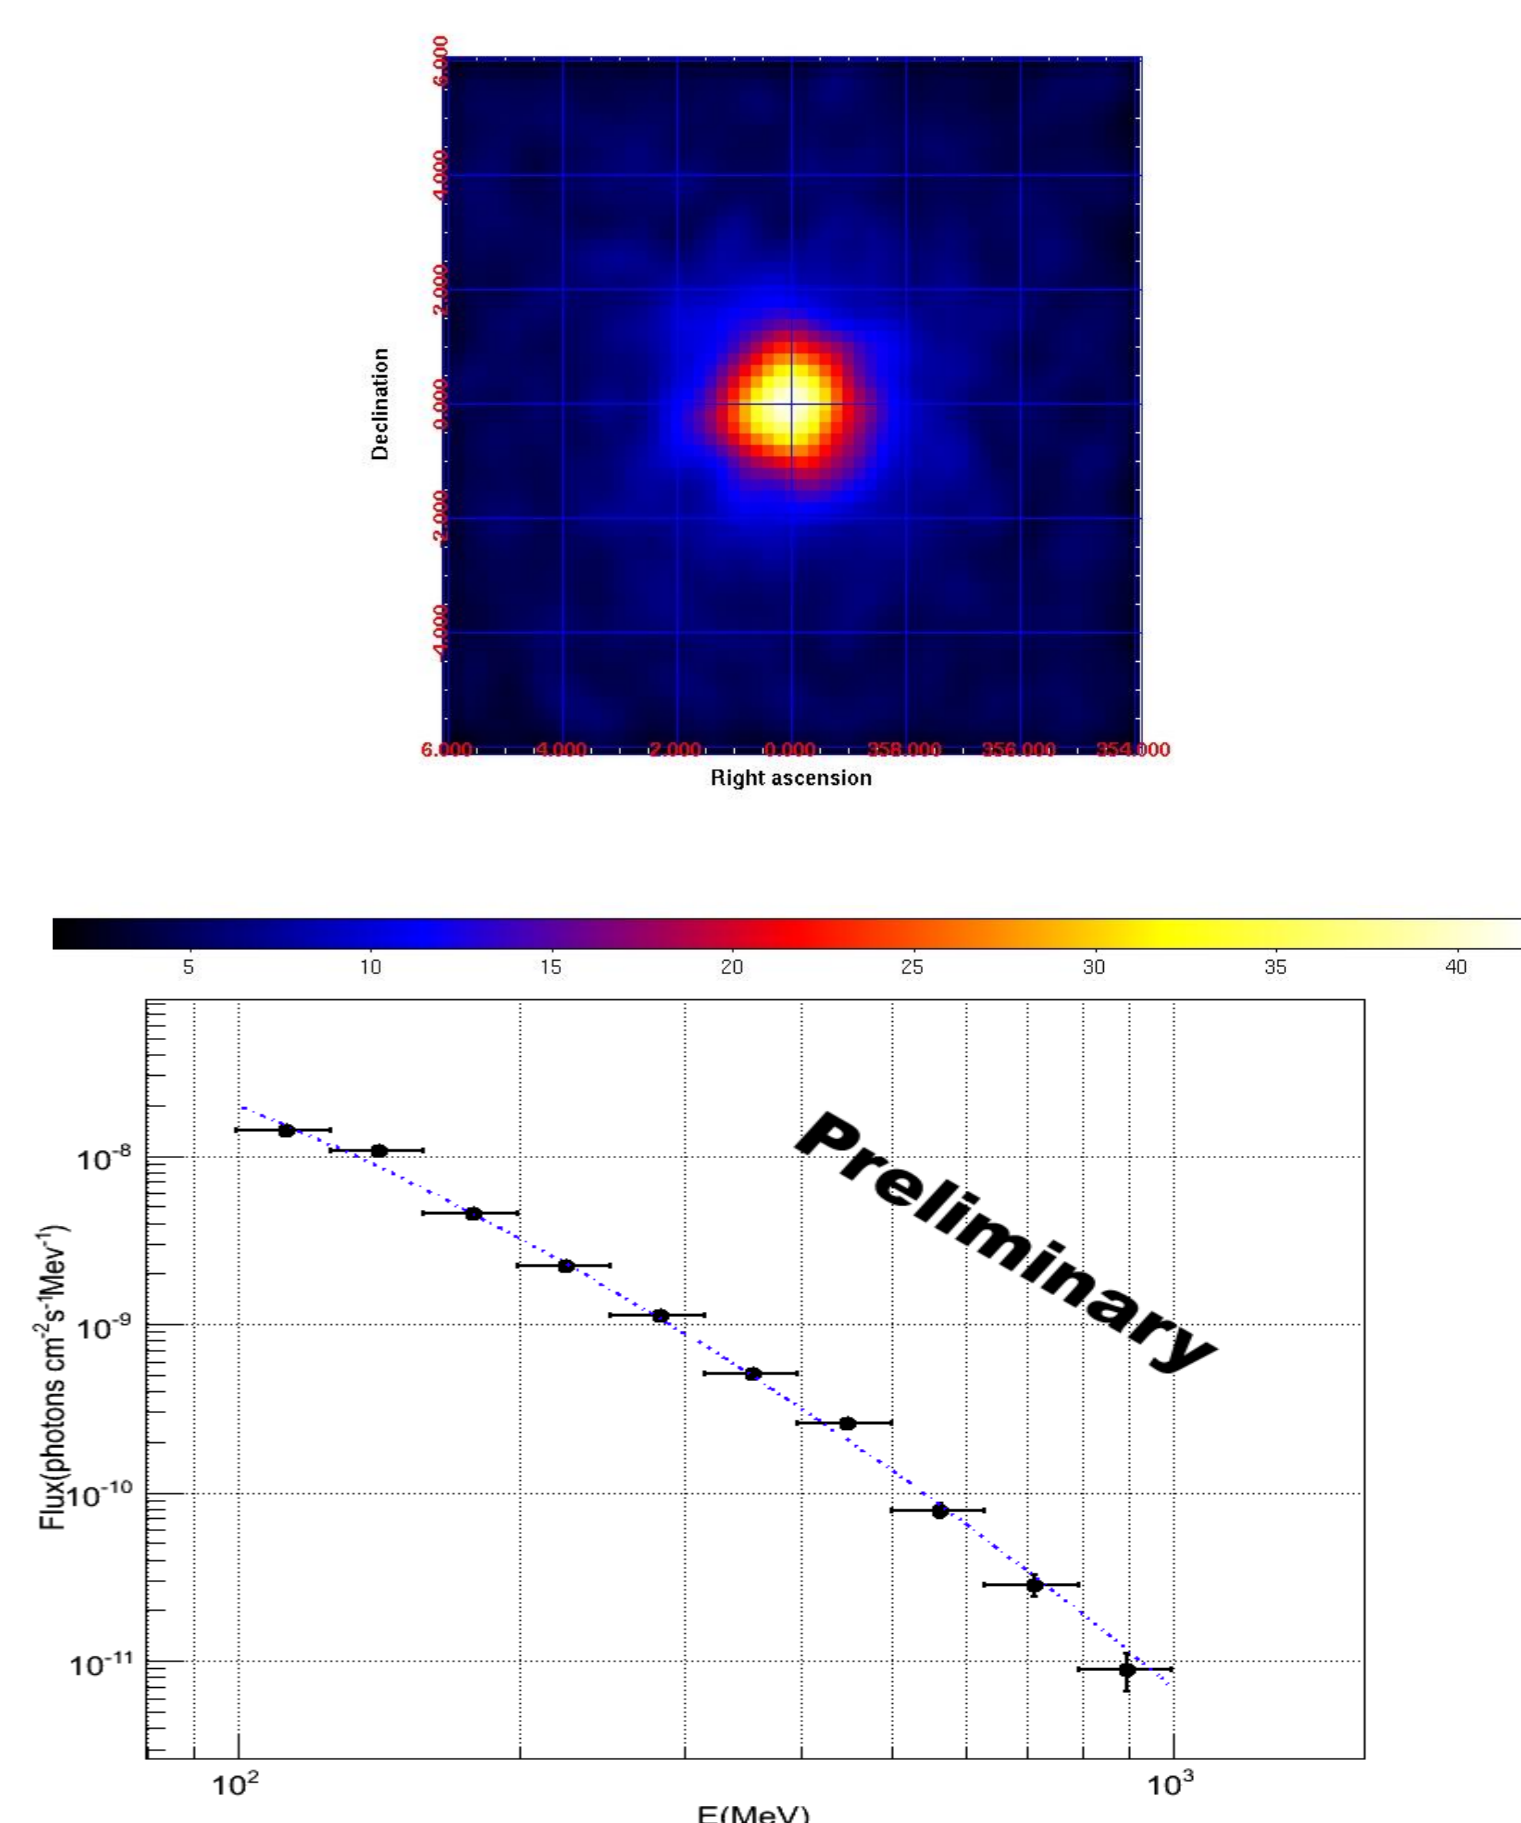 6.000
4.000
2.000
0.000
-2.000
-4.000
Declination
6.000 4.000 2.000 0.000 358.000 356.000 354.000
Right ascension
5 10 15 20 25 30 35 40
Preliminary
10⁻⁸
10⁻⁹
10⁻¹⁰
10⁻¹¹
Flux(photons cm⁻²s⁻¹Mev⁻¹)
10² 10³
E(MeV)